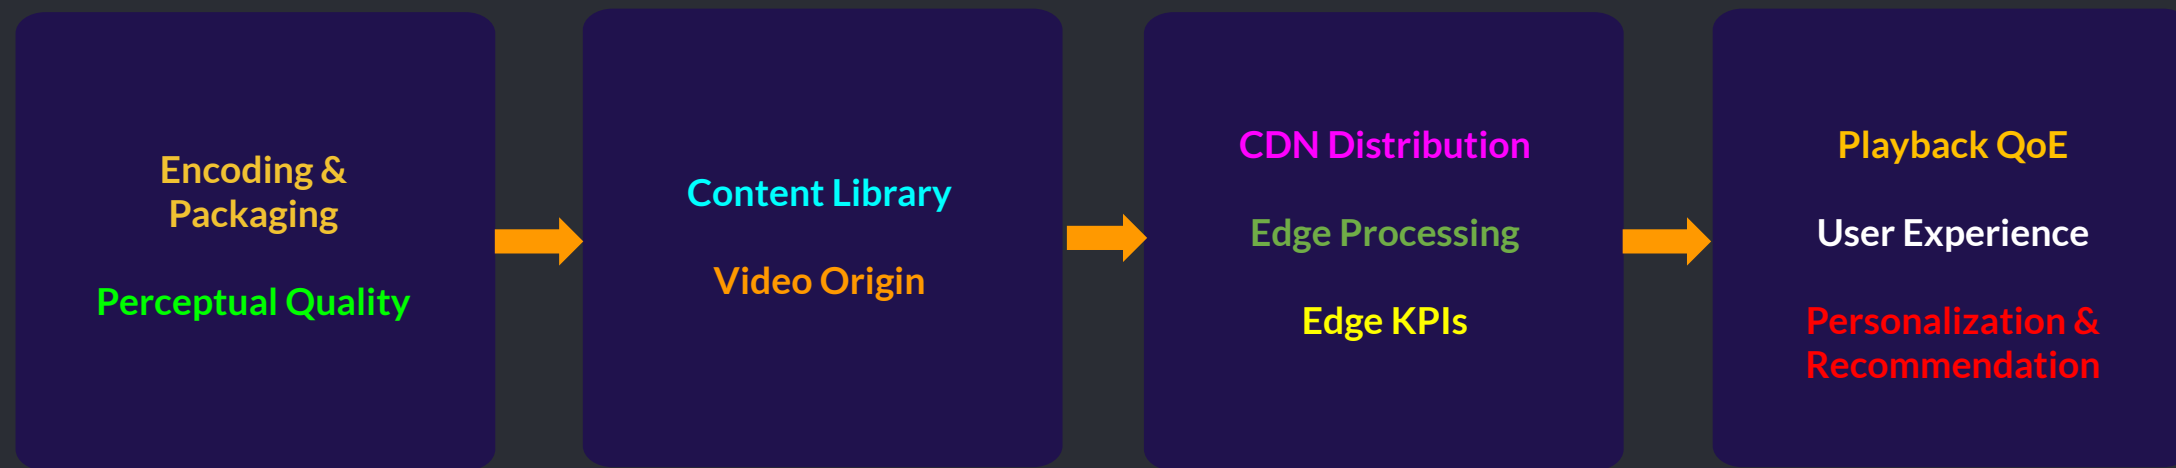 Encoding &
Packaging
Perceptual Quality
Content Library
Video Origin
CDN Distribution
Edge Processing
Edge KPIs
Playback QoE
User Experience
Personalization &
Recommendation